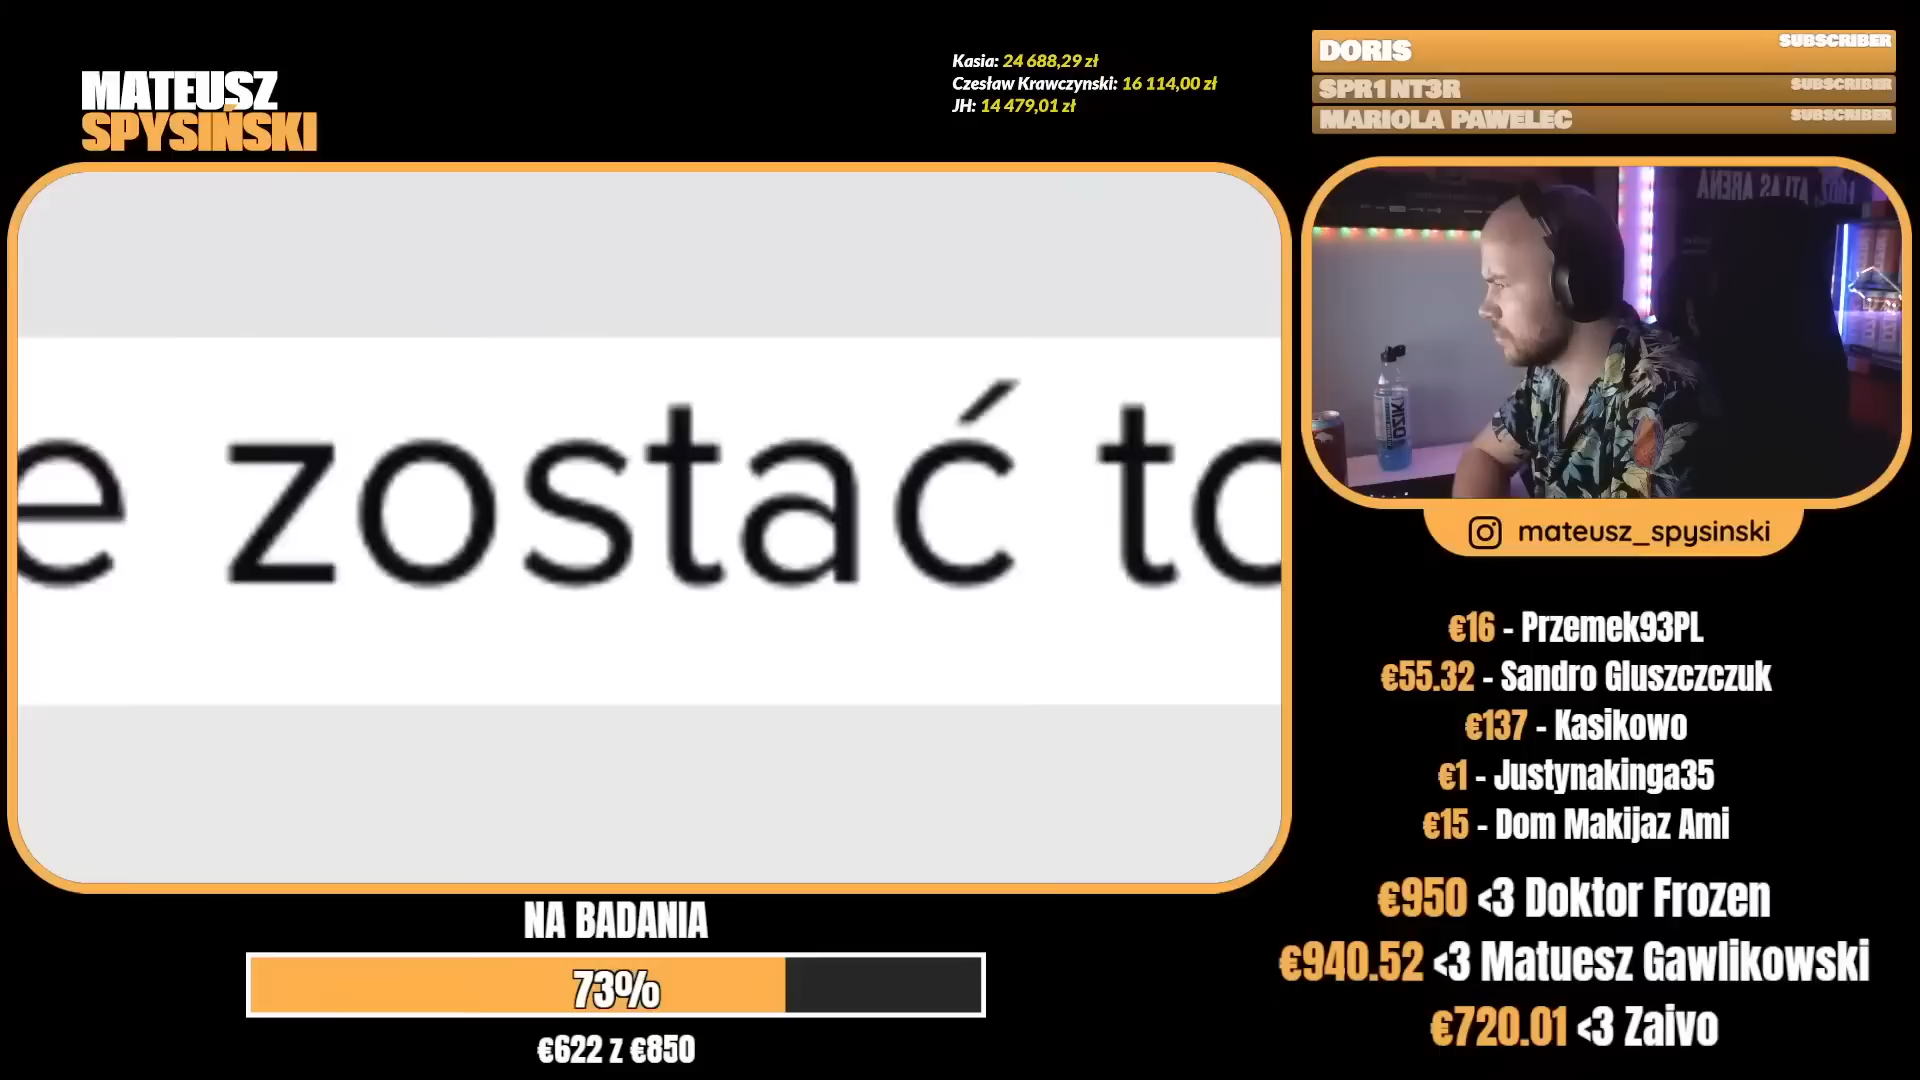 MATEUSZ
SPYSIŃSKI
Kasia: 24 688,29 zł
Czesław Krawczynski: 16 114,00 zł
JH: 14 479,01 zł
DORIS SUBSCRIBER
SPR1NT3R SUBSCRIBER
MARIOLA PAWELEC SUBSCRIBER
e zostać to
ATLAS ARENA
mateusz_spysinski
€16 - Przemek93PL
€55.32 - Sandro Gluszczczuk
€137 - Kasikowo
€1 - Justynakinga35
€15 - Dom Makijaz Ami
€950 <3 Doktor Frozen
€940.52 <3 Matuesz Gawlikowski
€720.01 <3 Zaivo
NA BADANIA
73%
€622 z €850